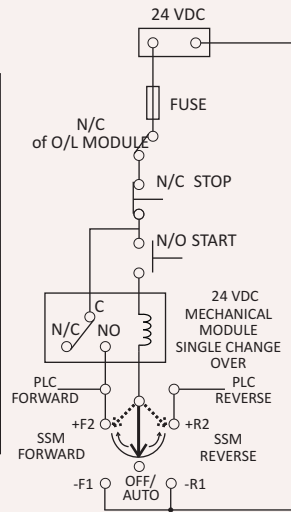 24 VDC
FUSE
N/C
of O/L MODULE
N/C STOP
N/O START
C
N/C
NO
24 VDC
MECHANICAL
MODULE
SINGLE CHANGE
OVER
PLC
FORWARD
PLC
REVERSE
+F2
+R2
SSM
FORWARD
SSM
REVERSE
-F1
OFF/
AUTO
-R1